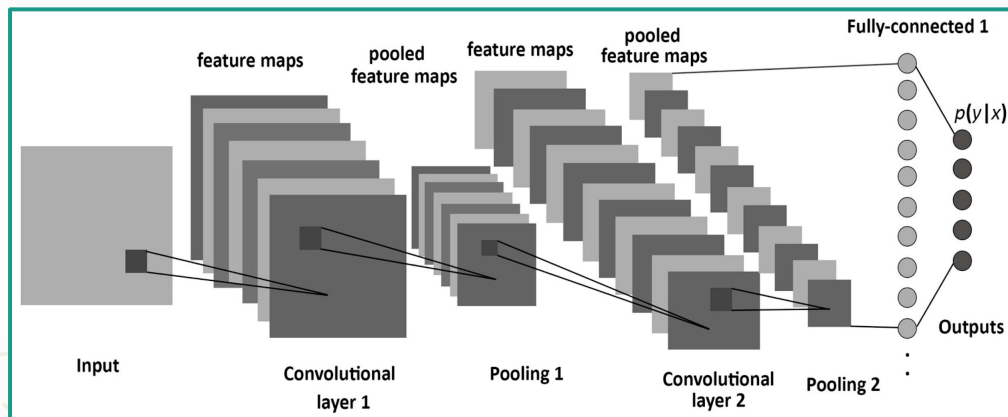 Fully-connected 1
pooled
feature maps
feature maps
pooled
feature maps
feature maps
p(y|x)
Outputs
Input
Convolutional
layer 1
Pooling 1
Convolutional
layer 2
Pooling 2